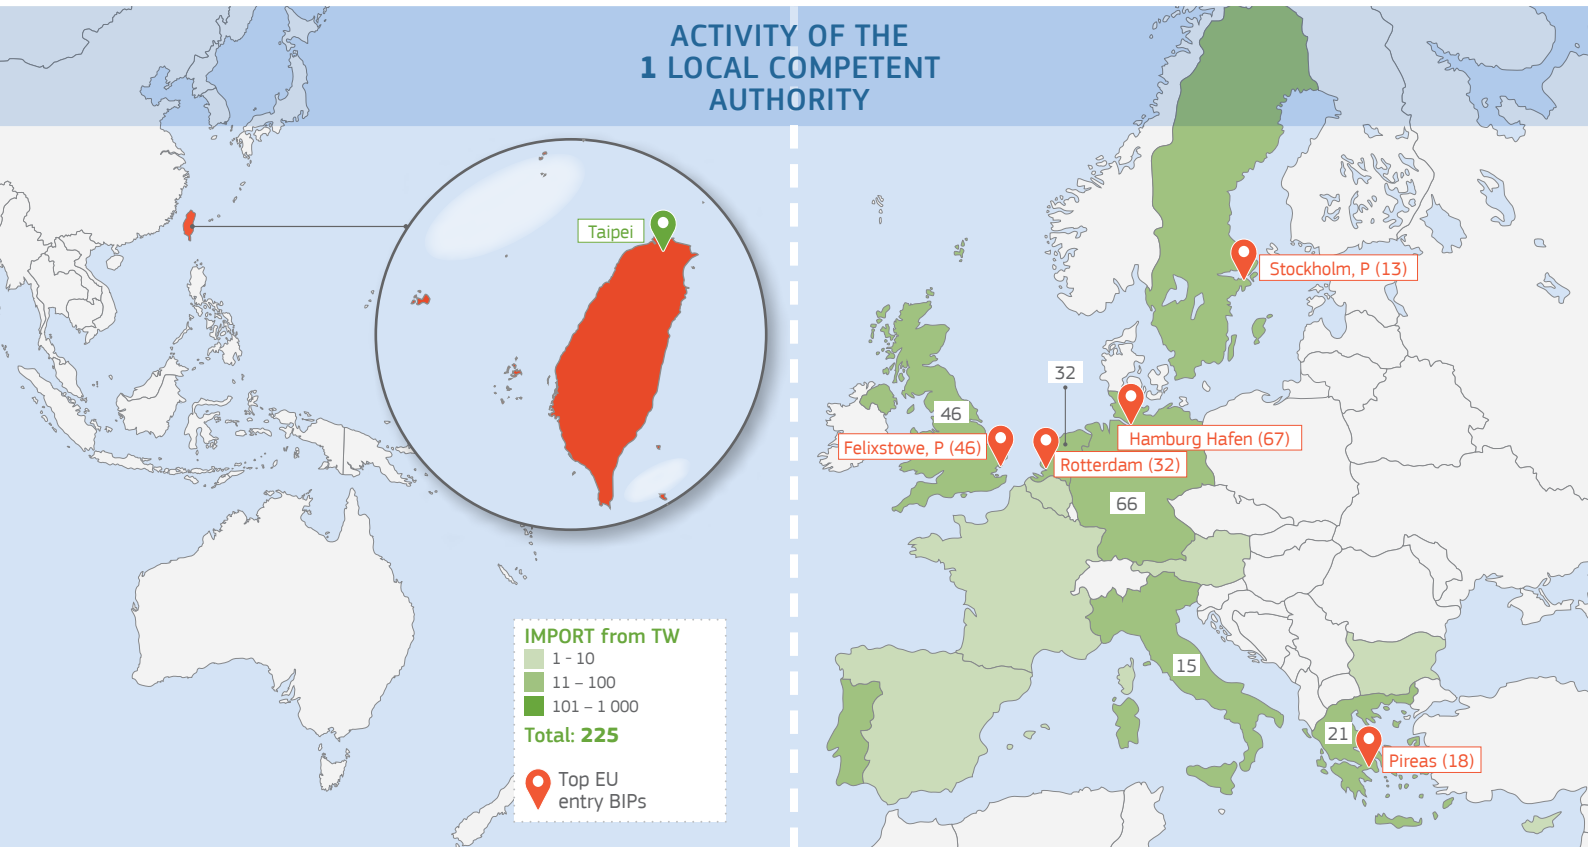 ACTIVITY OF THE
1 LOCAL COMPETENT
AUTHORITY
Taipei
Stockholm, P (13)
32
46
Felixstowe, P (46)
Hamburg Hafen (67)
Rotterdam (32)
66
15
21
Pireas (18)
IMPORT from TW
1 - 10
11 – 100
101 – 1 000
Total: 225
Top EU
entry BIPs